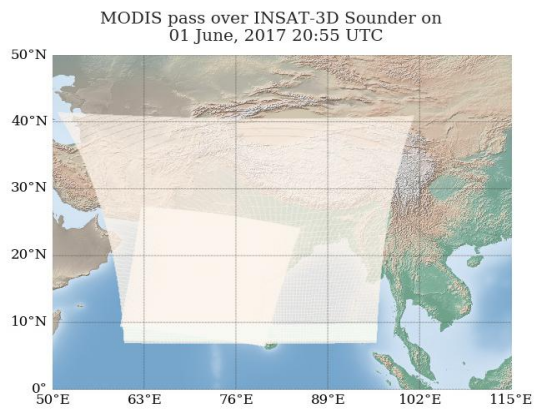 MODIS pass over INSAT-3D Sounder on
01 June, 2017 20:55 UTC
50°N
40°N
30°N
20°N
10°N
0°
50°E 63°E 76°E 89°E 102°E 115°E